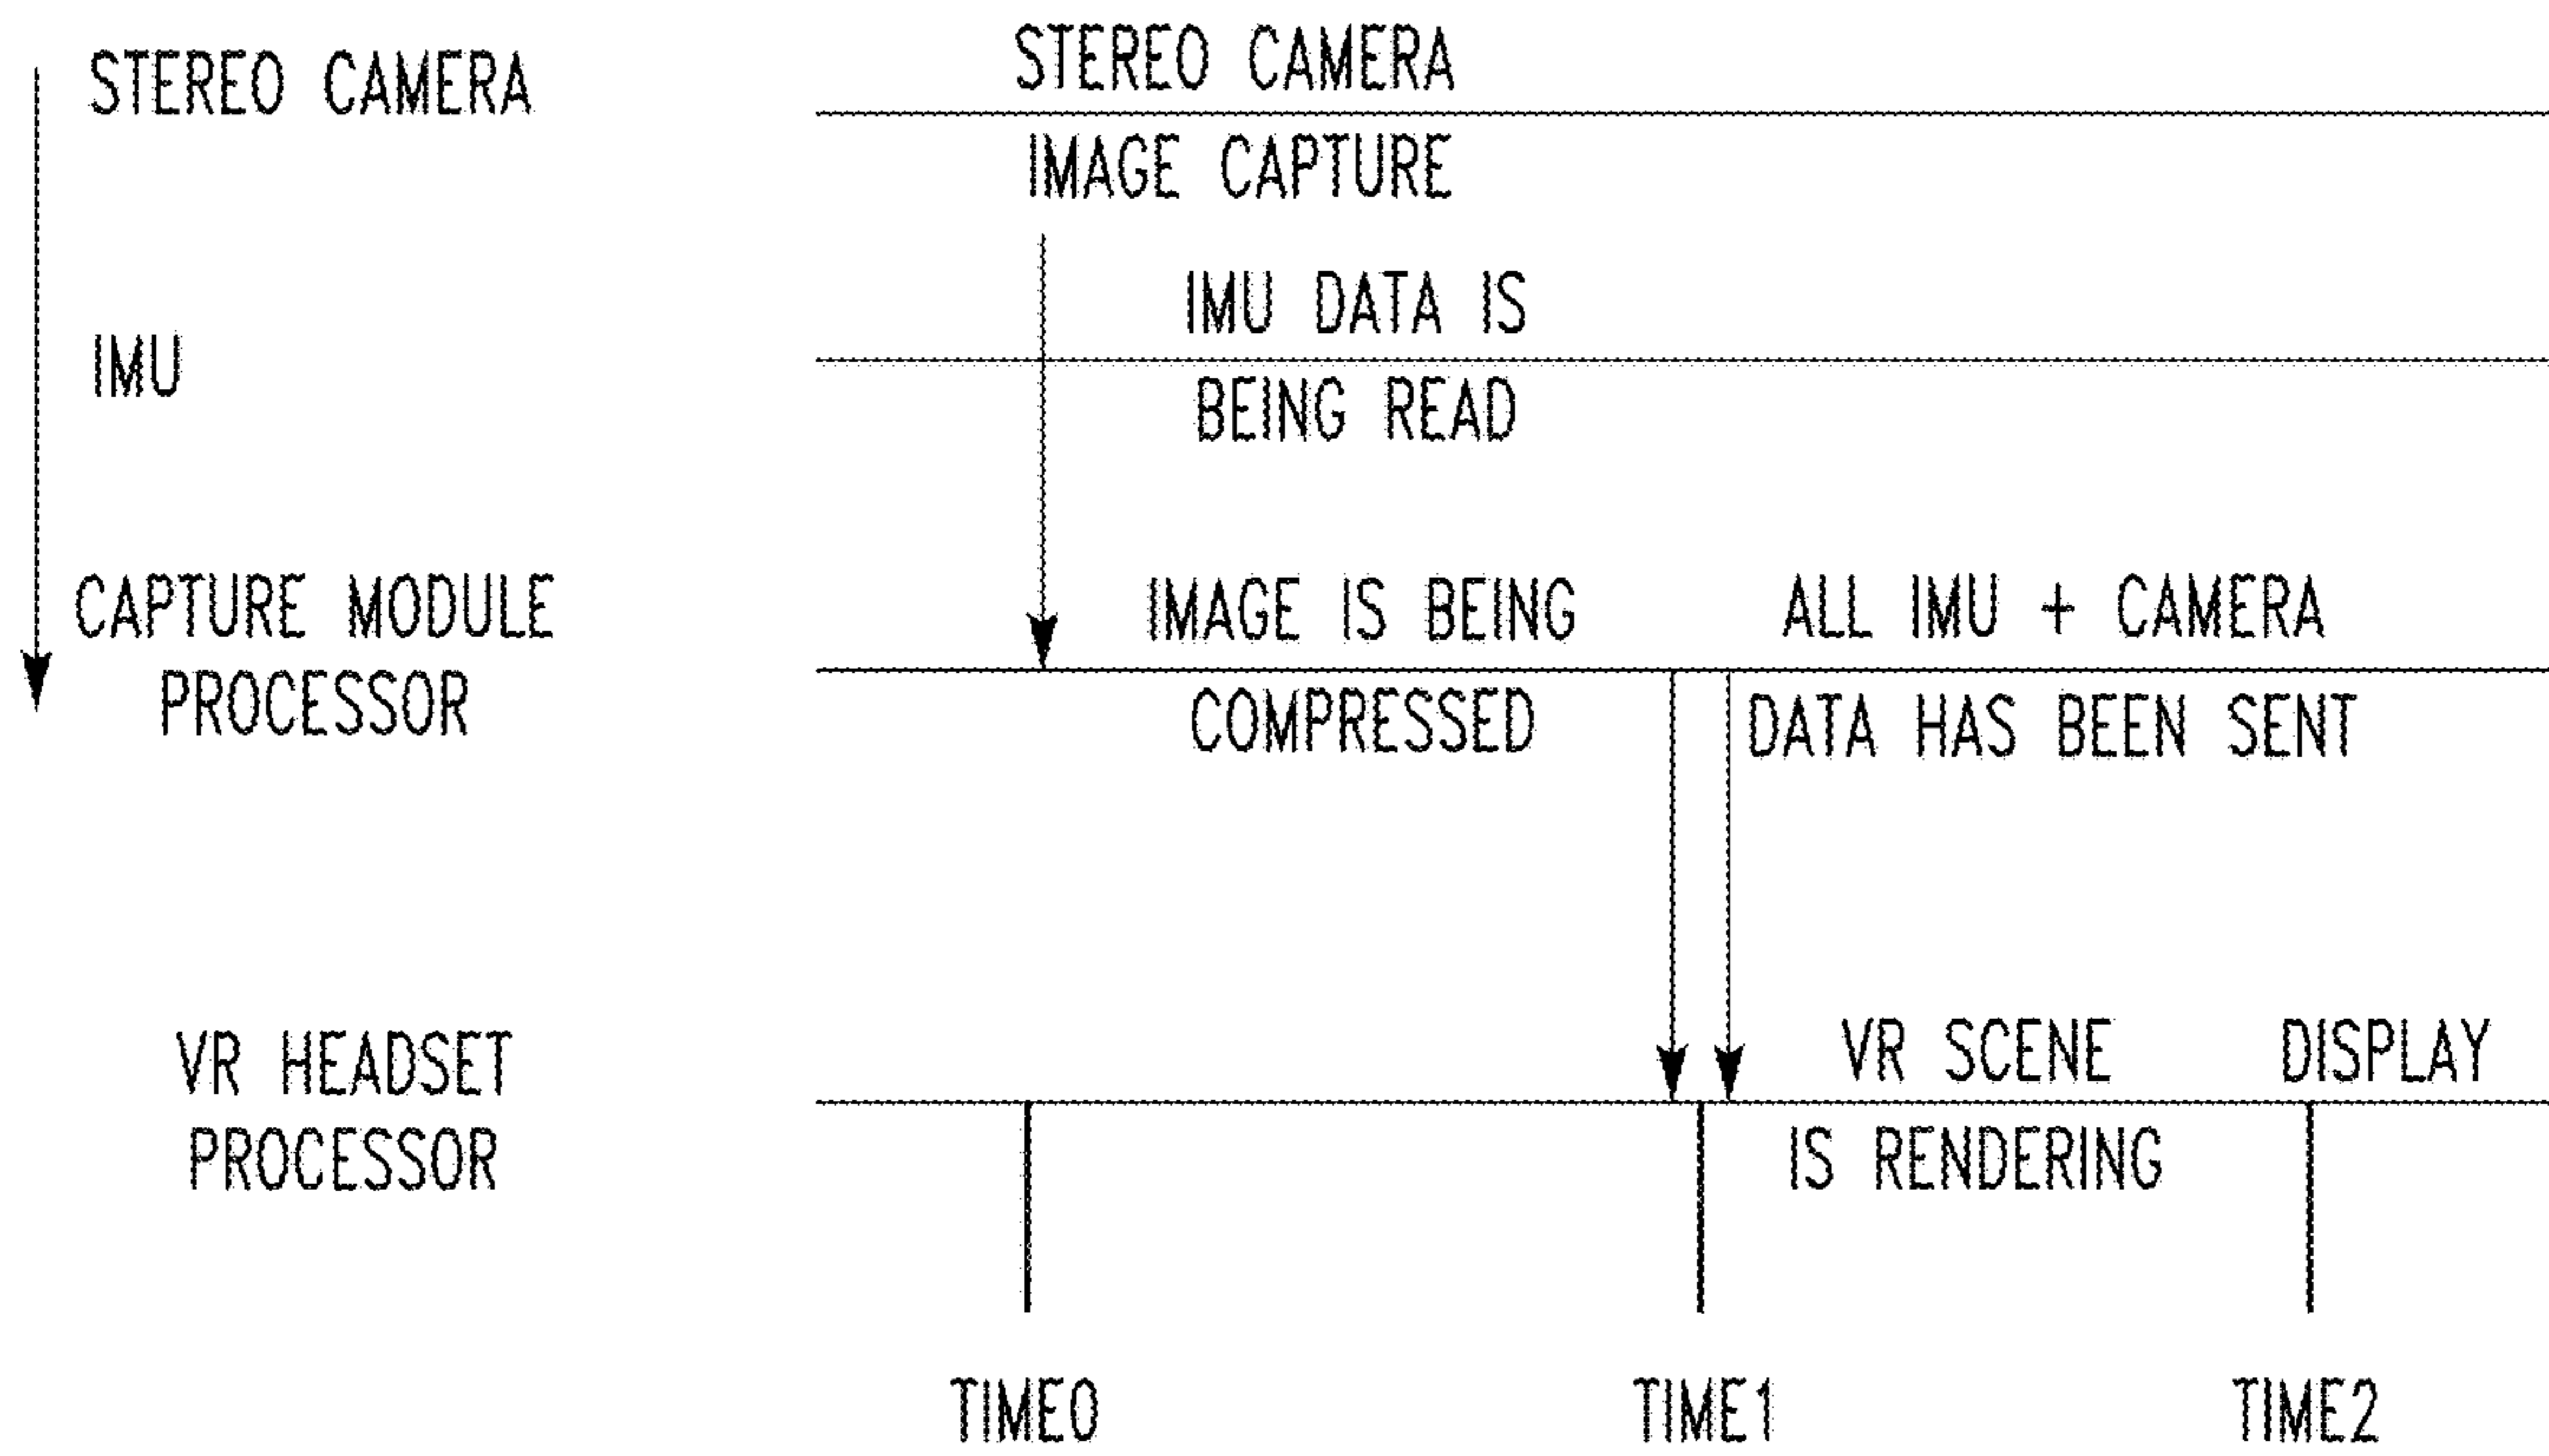 STEREO CAMERA
STEREO CAMERA
IMAGE CAPTURE
IMU
IMU DATA IS
BEING READ
CAPTURE MODULE
PROCESSOR
IMAGE IS BEING
COMPRESSED
ALL IMU + CAMERA
DATA HAS BEEN SENT
VR HEADSET
PROCESSOR
VR SCENE
IS RENDERING
DISPLAY
TIME0
TIME1
TIME2